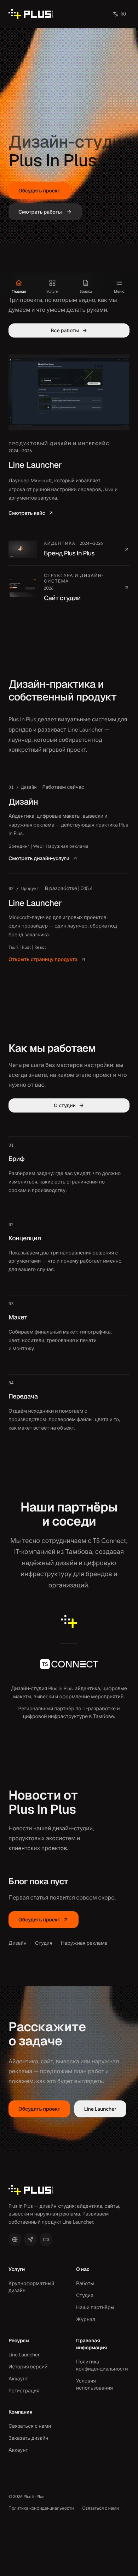 PLUS
RU
Дизайн-студия
Plus In Plus
Обсудить проект
Смотреть работы
Главная
Услуги
Заявка
Меню
Три проекта, по которым видно, как мы
думаем и что умеем делать руками.
Все работы
ПРОДУКТОВЫЙ ДИЗАЙН И ИНТЕРФЕЙС
2024—2026
Line Launcher
Лаунчер Minecraft, который избавляет
игрока от ручной настройки серверов, Java и
аргументов запуска.
Смотреть кейс
АЙДЕНТИКА 2024—2026
Бренд Plus In Plus
СТРУКТУРА И ДИЗАЙН-
СИСТЕМА
2026
Сайт студии
Дизайн-практика и
собственный продукт
Plus In Plus делает визуальные системы для
брендов и развивает Line Launcher —
лаунчер, который собирается под
конкретный игровой проект.
01 / Дизайн Работаем сейчас
Дизайн
Айдентика, цифровые макеты, вывески и
наружная реклама — действующая практика Plus
In Plus.
Брендинг | Web | Наружная реклама
Смотреть дизайн-услуги
02 / Продукт В разработке | 0.15.4
Line Launcher
Minecraft лаунчер для игровых проектов:
один провайдер — один лаунчер, сборка под
бренд заказчика.
Tauri | Rust | React
Открыть страницу продукта
Как мы работаем
Четыре шага без мастерской мистики: вы
всегда знаете, на каком этапе проект и что
нужно от вас.
О студии
01
Бриф
Разбираем задачу: где вас увидят, что должно
измениться, какие есть ограничения по
срокам и производству.
02
Концепция
Показываем два-три направления решения с
аргументами — что и почему работает именно
для вашего случая.
03
Макет
Собираем финальный макет: типографика,
цвет, носители, требования к печати
и монтажу.
04
Передача
Отдаём исходники и помогаем с
производством: проверяем файлы, цвета и то,
как макет встаёт на объект.
Наши партнёры
и соседи
Мы тесно сотрудничаем с TS Connect,
IT-компанией из Тамбова, создавая
надёжный дизайн и цифровую
инфраструктуру для брендов и
организаций.
TS CONNECT
Дизайн-студия Plus In Plus: айдентика, цифровые
макеты, вывески и оформление мероприятий.
Региональный партнёр по IT-разработке и
цифровой инфраструктуре в Тамбове.
Новости от
Plus In Plus
Новости нашей дизайн-студии,
продуктовых экосистем и
клиентских проектов.
Блог пока пуст
Первая статья появится совсем скоро.
Обсудить проект
Дизайн Студия Наружная реклама
Расскажите
о задаче
Айдентика, сайт, вывеска или наружная
реклама — предложим план работ и
покажем, как это будет выглядеть.
Обсудить проект
Line Launcher
PLUS
Plus In Plus — дизайн-студия: айдентика, сайты,
вывески и наружная реклама. Развиваем
собственный продукт Line Launcher.
Услуги
Крупноформатный
дизайн
О нас
Работы
Студия
Наши партнёры
Журнал
Ресурсы
Line Launcher
История версий
Аккаунт
Регистрация
Правовая
информация
Политика
конфиденциальности
Условия
использования
Компания
Связаться с нами
Заказать дизайн
Аккаунт
© 2026 Plus In Plus
Политика конфиденциальности Связаться с нами